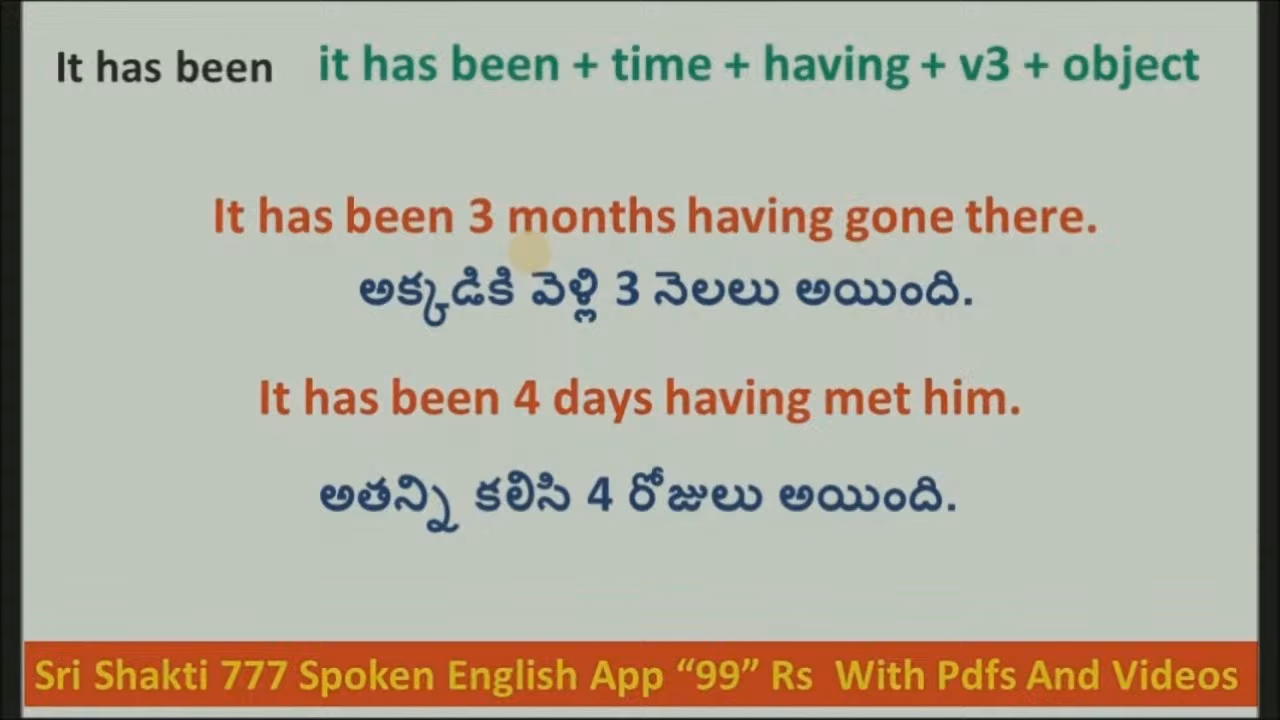 It has been it has been + time + having + v3 + object
It has been 3 months having gone there.
అక్కడికి వెళ్లి 3 నెలలు అయింది.
It has been 4 days having met him.
అతన్ని కలిసి 4 రోజులు అయింది.
Sri Shakti 777 Spoken English App “99” Rs With Pdfs And Videos